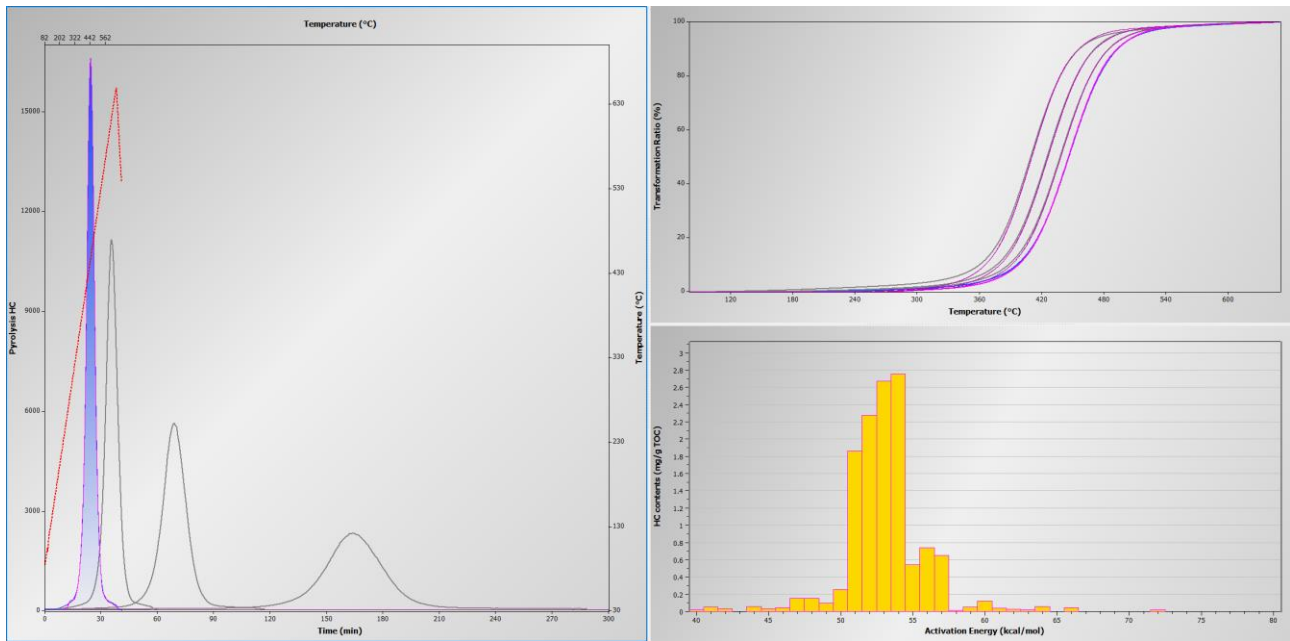 Temperature (°C)
82 202 322 442 562
Pyrolysis HC
15000
12000
9000
6000
3000
0
630
530
430
330
230
130
30
Temperature (°C)
0 30 60 90 120 150 180 210 240 270 300
Time (min)
Transformation Ratio (%)
100
80
60
40
20
0
120 180 240 300 360 420 480 540 600
Temperature (°C)
HC contents (mg/g TOC)
3
2.8
2.6
2.4
2.2
2
1.8
1.6
1.4
1.2
1
0.8
0.6
0.4
0.2
0
40 45 50 55 60 65 70 75 80
Activation Energy (kcal/mol)